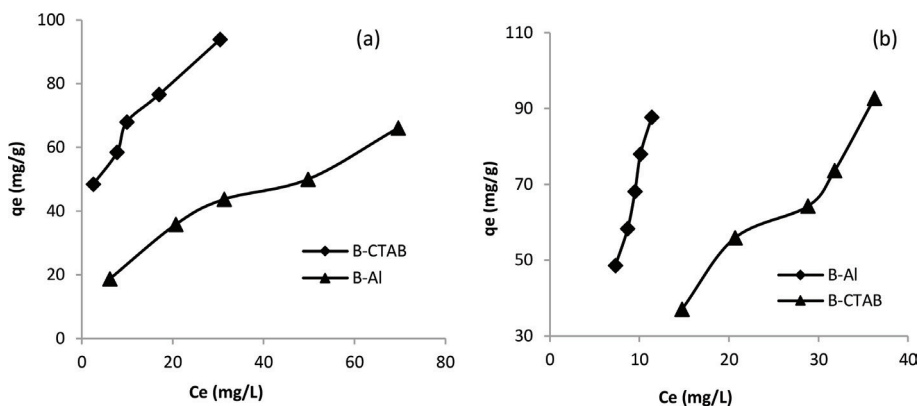 (a)
100
80
60
40
20
0
qe (mg/g)
0 20 40 60 80
Ce (mg/L)
B-CTAB
B-Al
(b)
110
90
70
50
30
qe (mg/g)
0 10 20 30 40
Ce (mg/L)
B-Al
B-CTAB